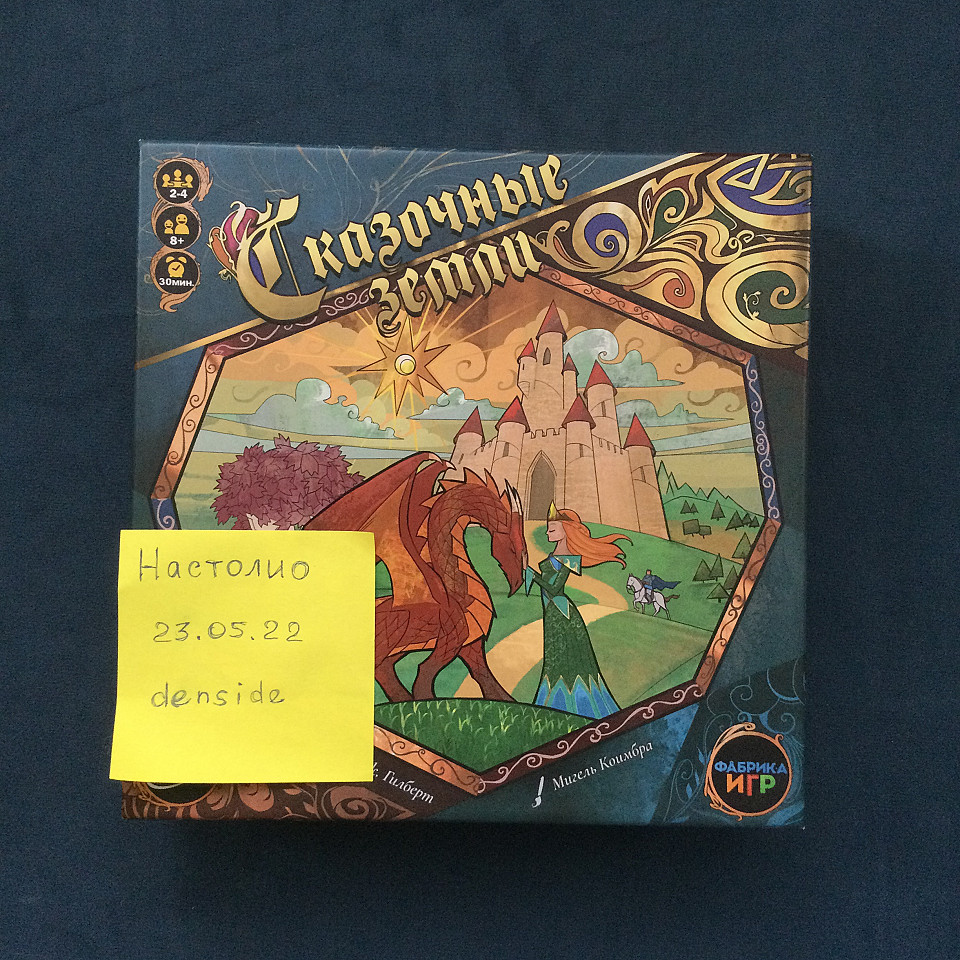 2-4
8+
30мин.
Сказочные
земли
Настолио
23.05.22
denside
Гилберт
Мигель Коимбра
ФАБРИКА
ИГР